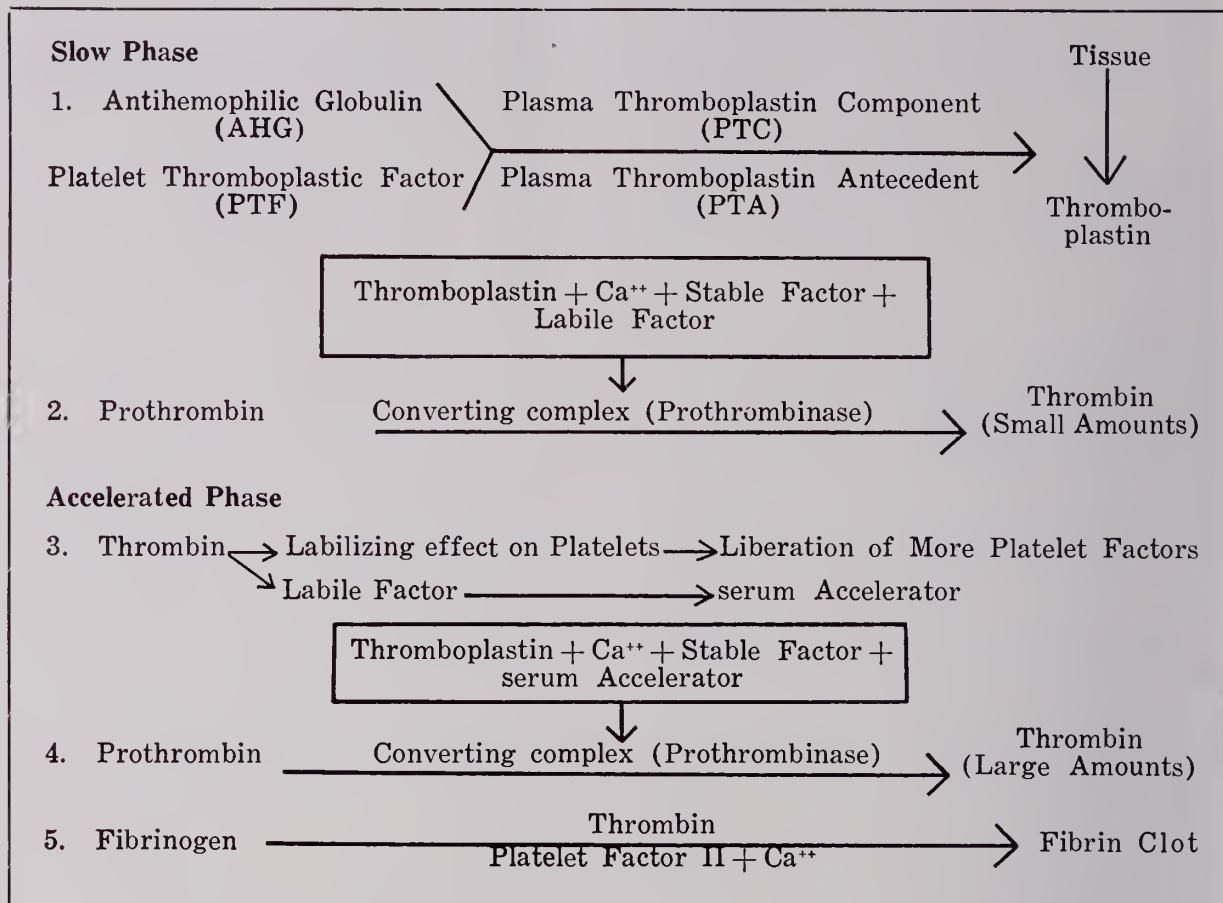 Slow Phase
Tissue
1. Antihemophilic Globulin
(AHG)
Plasma Thromboplastin Component
(PTC)
Platelet Thromboplastic Factor
(PTF)
Plasma Thromboplastin Antecedent
(PTA)
Thrombo-
plastin
Thromboplastin + Ca++ + Stable Factor +
Labile Factor
2. Prothrombin
Converting complex (Prothrombinase)
Thrombin
(Small Amounts)
Accelerated Phase
3. Thrombin Labilizing effect on Platelets Liberation of More Platelet Factors
Labile Factor serum Accelerator
Thromboplastin + Ca++ + Stable Factor +
serum Accelerator
4. Prothrombin
Converting complex (Prothrombinase)
Thrombin
(Large Amounts)
5. Fibrinogen
Thrombin
Platelet Factor II + Ca++
Fibrin Clot